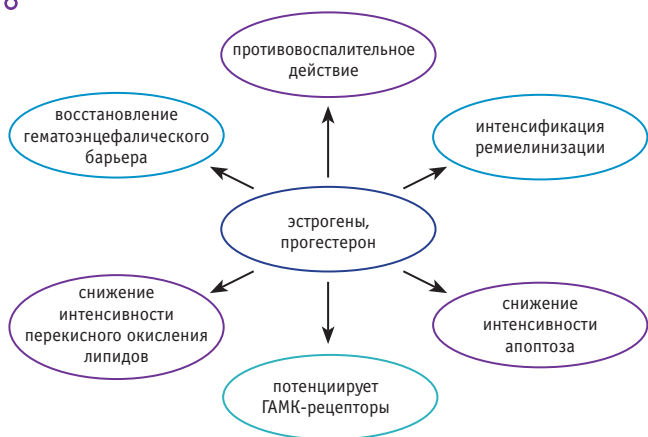 противовоспалительное
действие
восстановление
гематоэнцефалического
барьера
интенсификация
ремиелинизации
эстрогены,
прогестерон
снижение
интенсивности
перекисного окисления
липидов
снижение
интенсивности
апоптоза
потенциирует
ГАМК-рецепторы